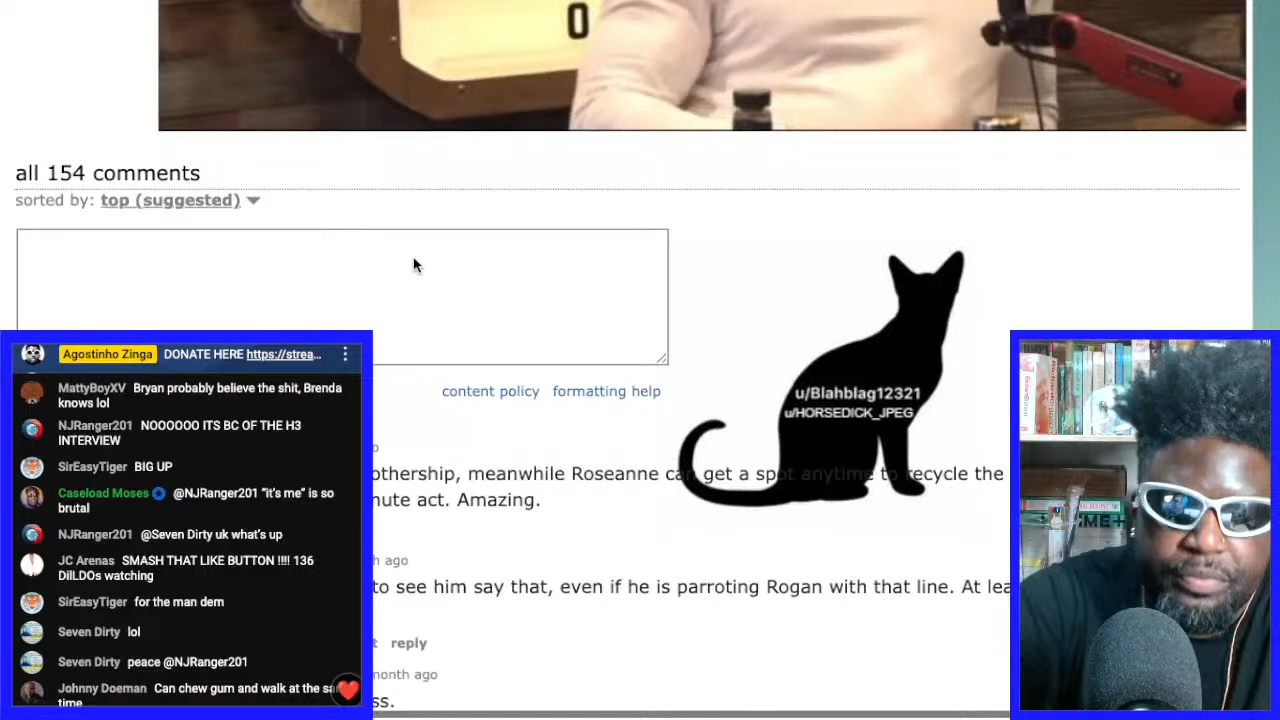 O
all 154 comments
sorted by: top (suggested)
content policy formatting help
u/Blahblag12321
u/HORSEDICK_JPEG
othership, meanwhile Roseanne can get a spot anytime to recycle the
nute act. Amazing.
h ago
to see him say that, even if he is parroting Rogan with that line. At lea
t reply
month ago
ss.
Agostinho Zinga DONATE HERE https://strea...
MattyBoyXV Bryan probably believe the shit, Brenda
knows lol
NJRanger201 NOOOOOO ITS BC OF THE H3
INTERVIEW
SirEasyTiger BIG UP
Caseload Moses @NJRanger201 “it's me” is so
brutal
NJRanger201 @Seven Dirty uk what's up
JC Arenas SMASH THAT LIKE BUTTON !!!! 136
DilLDOs watching
SirEasyTiger for the man dem
Seven Dirty lol
Seven Dirty peace @NJRanger201
Johnny Doeman Can chew gum and walk at the sa
time